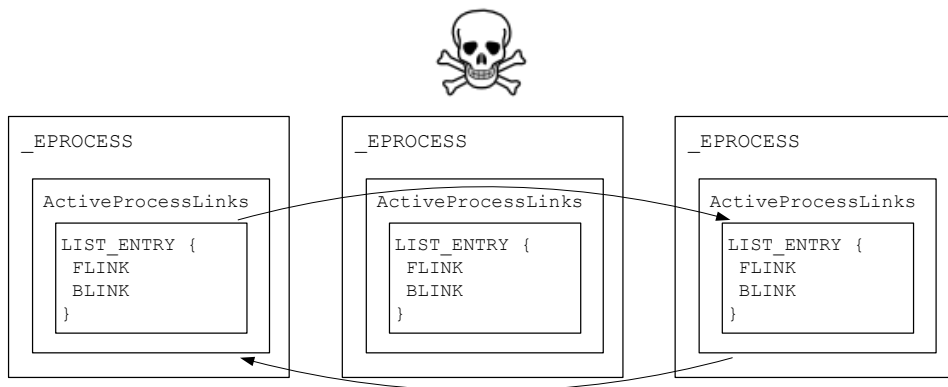 _EPROCESS
ActiveProcessLinks
LIST_ENTRY {
FLINK
BLINK
}
_EPROCESS
ActiveProcessLinks
LIST_ENTRY {
FLINK
BLINK
}
_EPROCESS
ActiveProcessLinks
LIST_ENTRY {
FLINK
BLINK
}